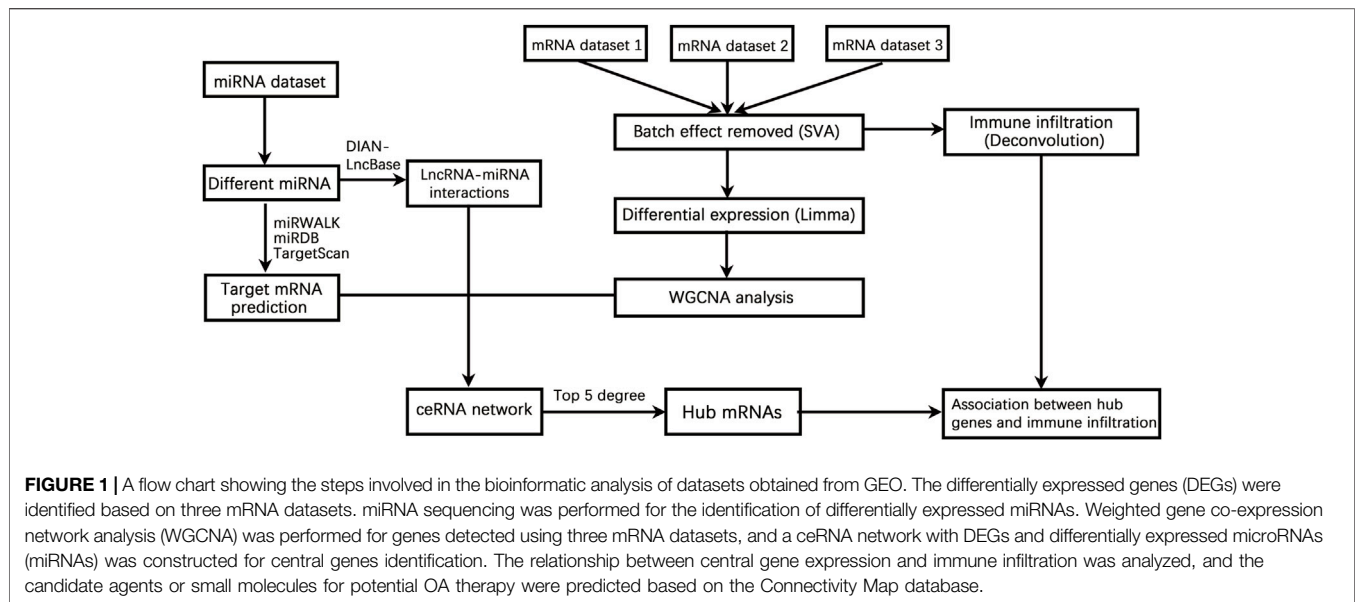 mRNA dataset 1
mRNA dataset 2
mRNA dataset 3
miRNA dataset
Batch effect removed (SVA)
Immune infiltration
(Deconvolution)
DIAN-
LncBase
Different miRNA
LncRNA-miRNA
interactions
Differential expression (Limma)
miRWALK
miRDB
TargetScan
Target mRNA
prediction
WGCNA analysis
ceRNA network
Top 5 degree
Hub mRNAs
Association between hub
genes and immune infiltration
FIGURE 1 | A flow chart showing the steps involved in the bioinformatic analysis of datasets obtained from GEO. The differentially expressed genes (DEGs) were
identified based on three mRNA datasets. miRNA sequencing was performed for the identification of differentially expressed miRNAs. Weighted gene co-expression
network analysis (WGCNA) was performed for genes detected using three mRNA datasets, and a ceRNA network with DEGs and differentially expressed microRNAs
(miRNAs) was constructed for central genes identification. The relationship between central gene expression and immune infiltration was analyzed, and the
candidate agents or small molecules for potential OA therapy were predicted based on the Connectivity Map database.